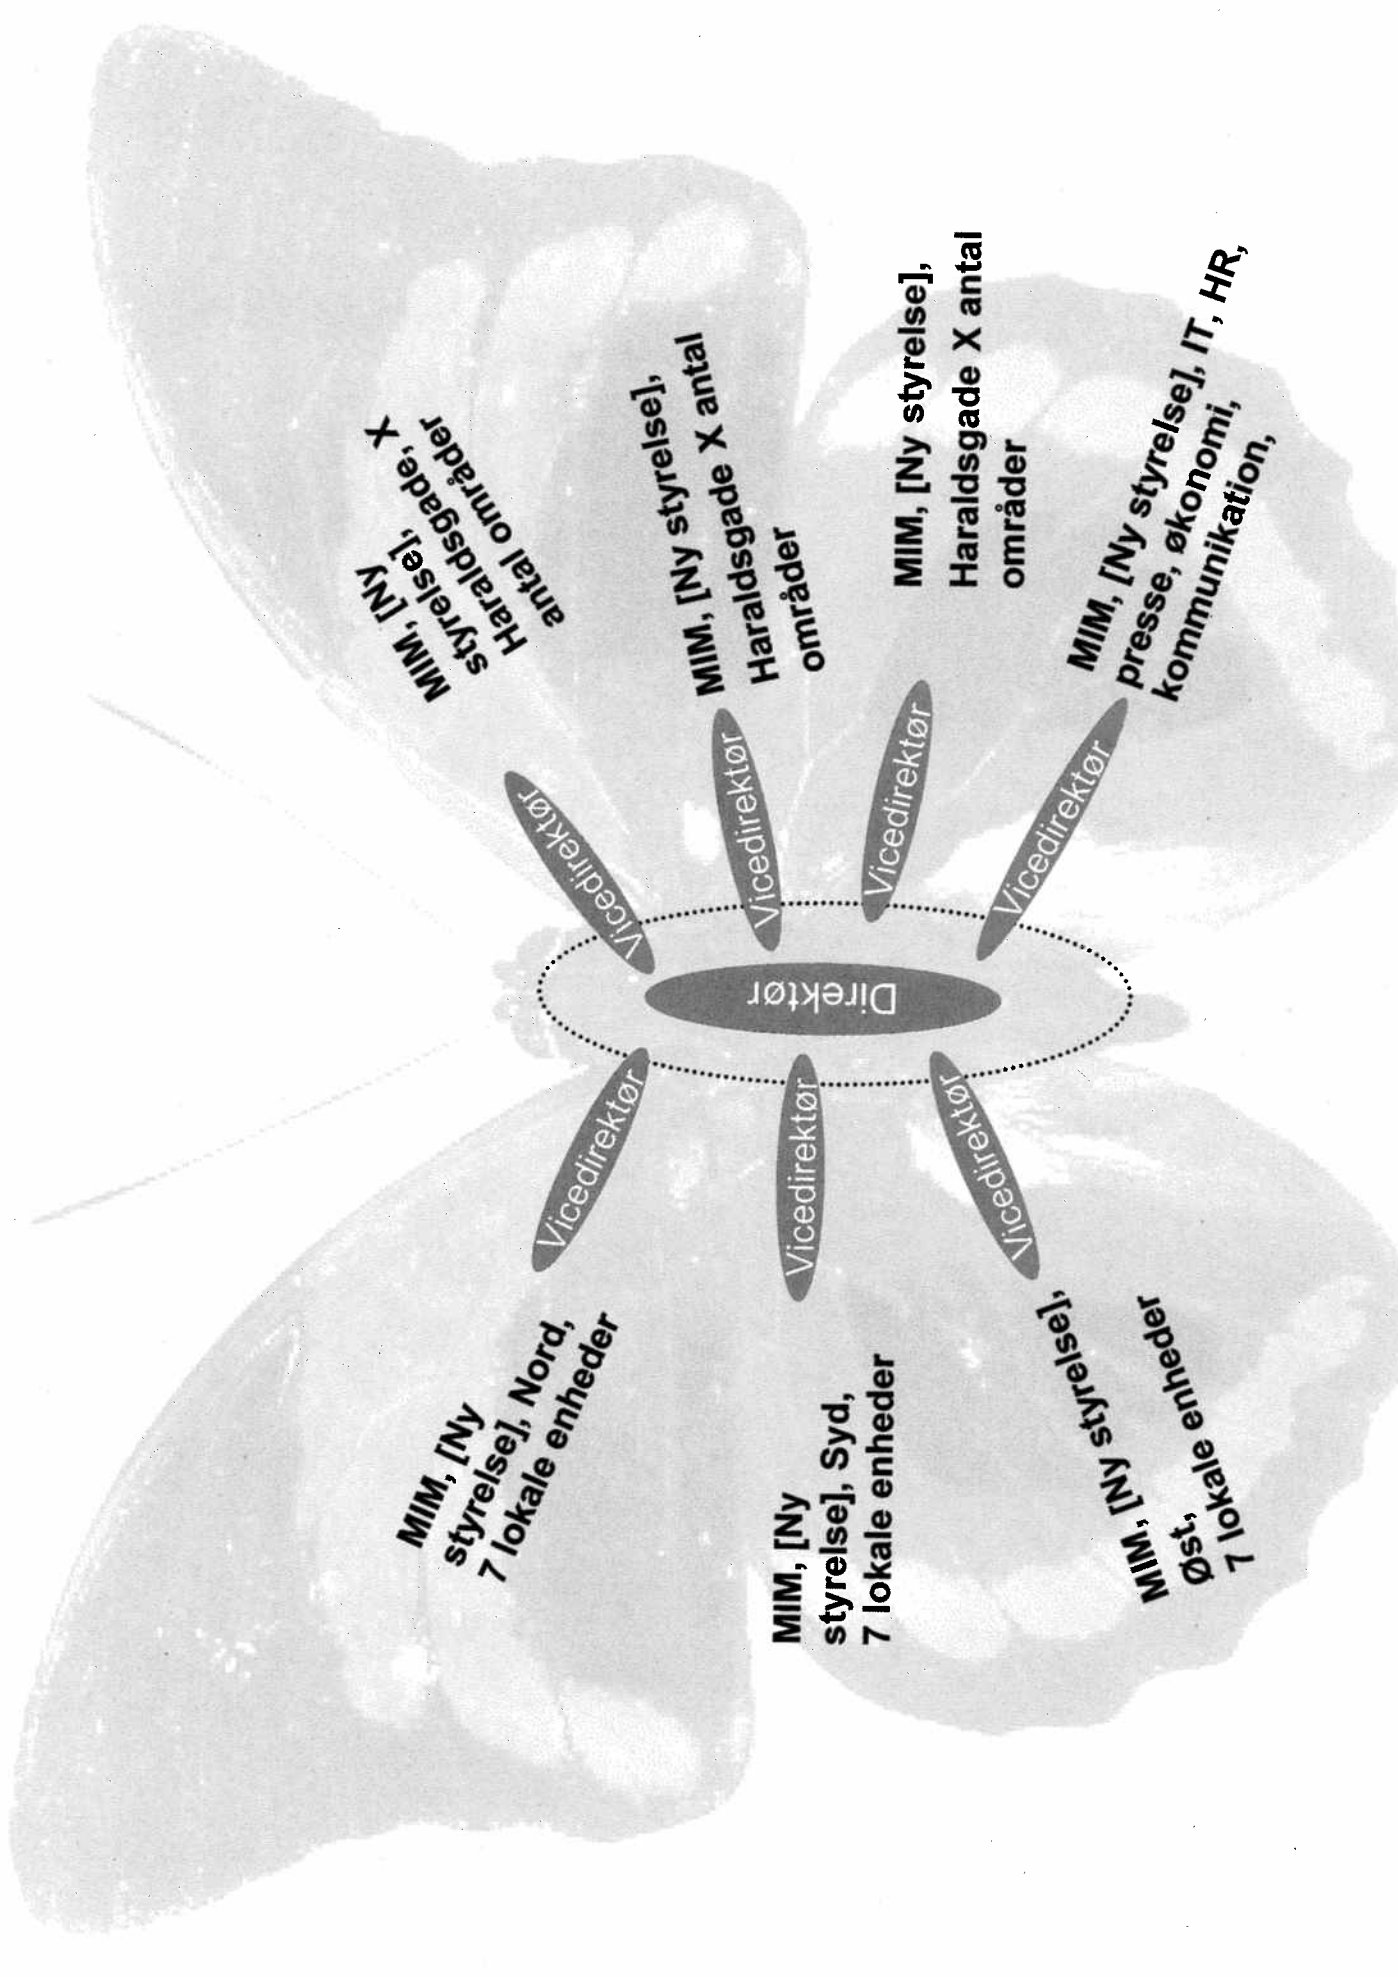 MIM, [Ny
styrelse], Nord,
7 lokale enheder
Vicedirektør
MIM, [Ny
styrelse], Syd,
7 lokale enheder
Vicedirektør
MIM, [Ny styrelse],
Øst,
7 lokale enheder
Vicedirektør
Direktør
Vicedirektør
MIM, [Ny
styrelse],
Haraldsgade, X
antal områder
Vicedirektør
MIM, [Ny styrelse],
Haraldsgade X antal
områder
Vicedirektør
MIM, [Ny styrelse],
Haraldsgade X antal
områder
Vicedirektør
MIM, [Ny styrelse], IT, HR,
presse, økonomi,
kommunikation,